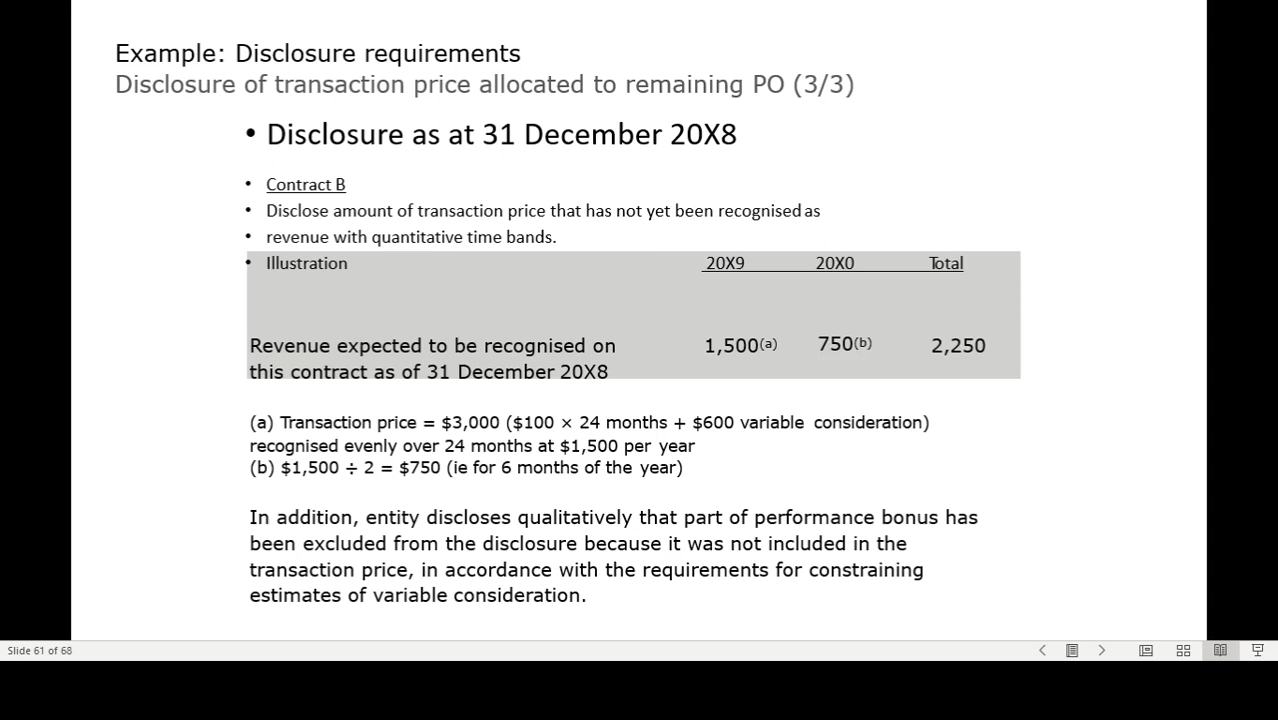 Example: Disclosure requirements
Disclosure of transaction price allocated to remaining PO (3/3)
• Disclosure as at 31 December 20X8
• Contract B
• Disclose amount of transaction price that has not yet been recognised as
• revenue with quantitative time bands.
• Illustration 20X9 20X0 Total
Revenue expected to be recognised on 1,500(a) 750(b) 2,250
this contract as of 31 December 20X8
(a) Transaction price = $3,000 ($100 × 24 months + $600 variable consideration)
recognised evenly over 24 months at $1,500 per year
(b) $1,500 ÷ 2 = $750 (ie for 6 months of the year)
In addition, entity discloses qualitatively that part of performance bonus has
been excluded from the disclosure because it was not included in the
transaction price, in accordance with the requirements for constraining
estimates of variable consideration.
Slide 61 of 68